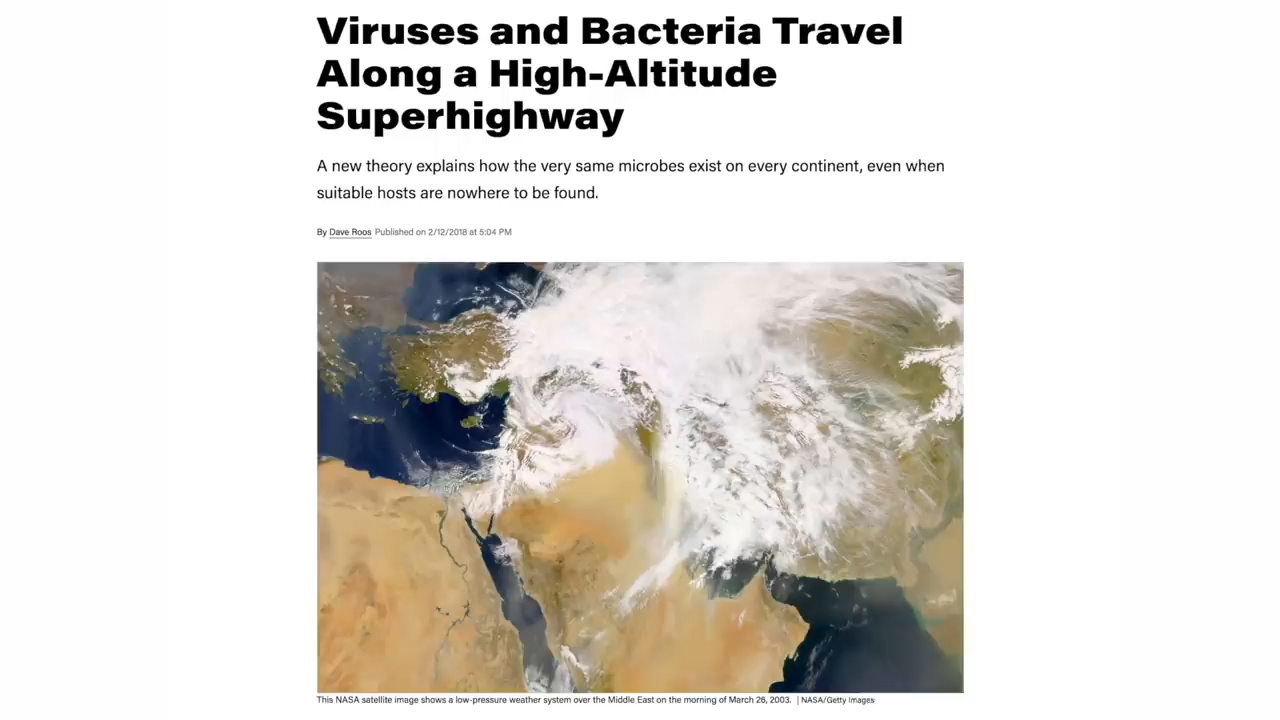 Viruses and Bacteria Travel
Along a High-Altitude
Superhighway
A new theory explains how the very same microbes exist on every continent, even when
suitable hosts are nowhere to be found.
By Dave Roos Published on 2/12/2018 at 5:04 PM
This NASA satellite image shows a low-pressure weather system over the Middle East on the morning of March 26, 2003. | NASA/Getty Images